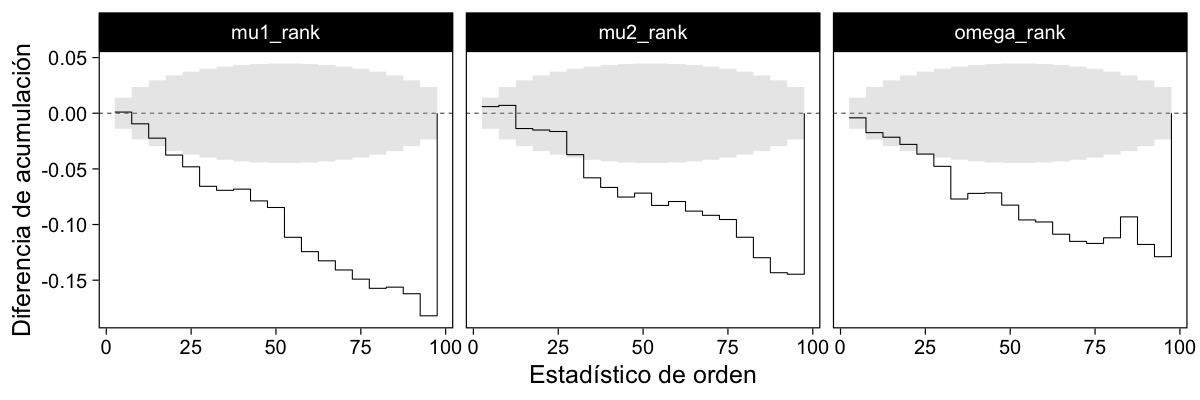 mu1_rank mu2_rank omega_rank
Diferencia de acumulación
0.05
0.00
-0.05
-0.10
-0.15
0 25 50 75 100 0 25 50 75 100 0 25 50 75 100
Estadístico de orden